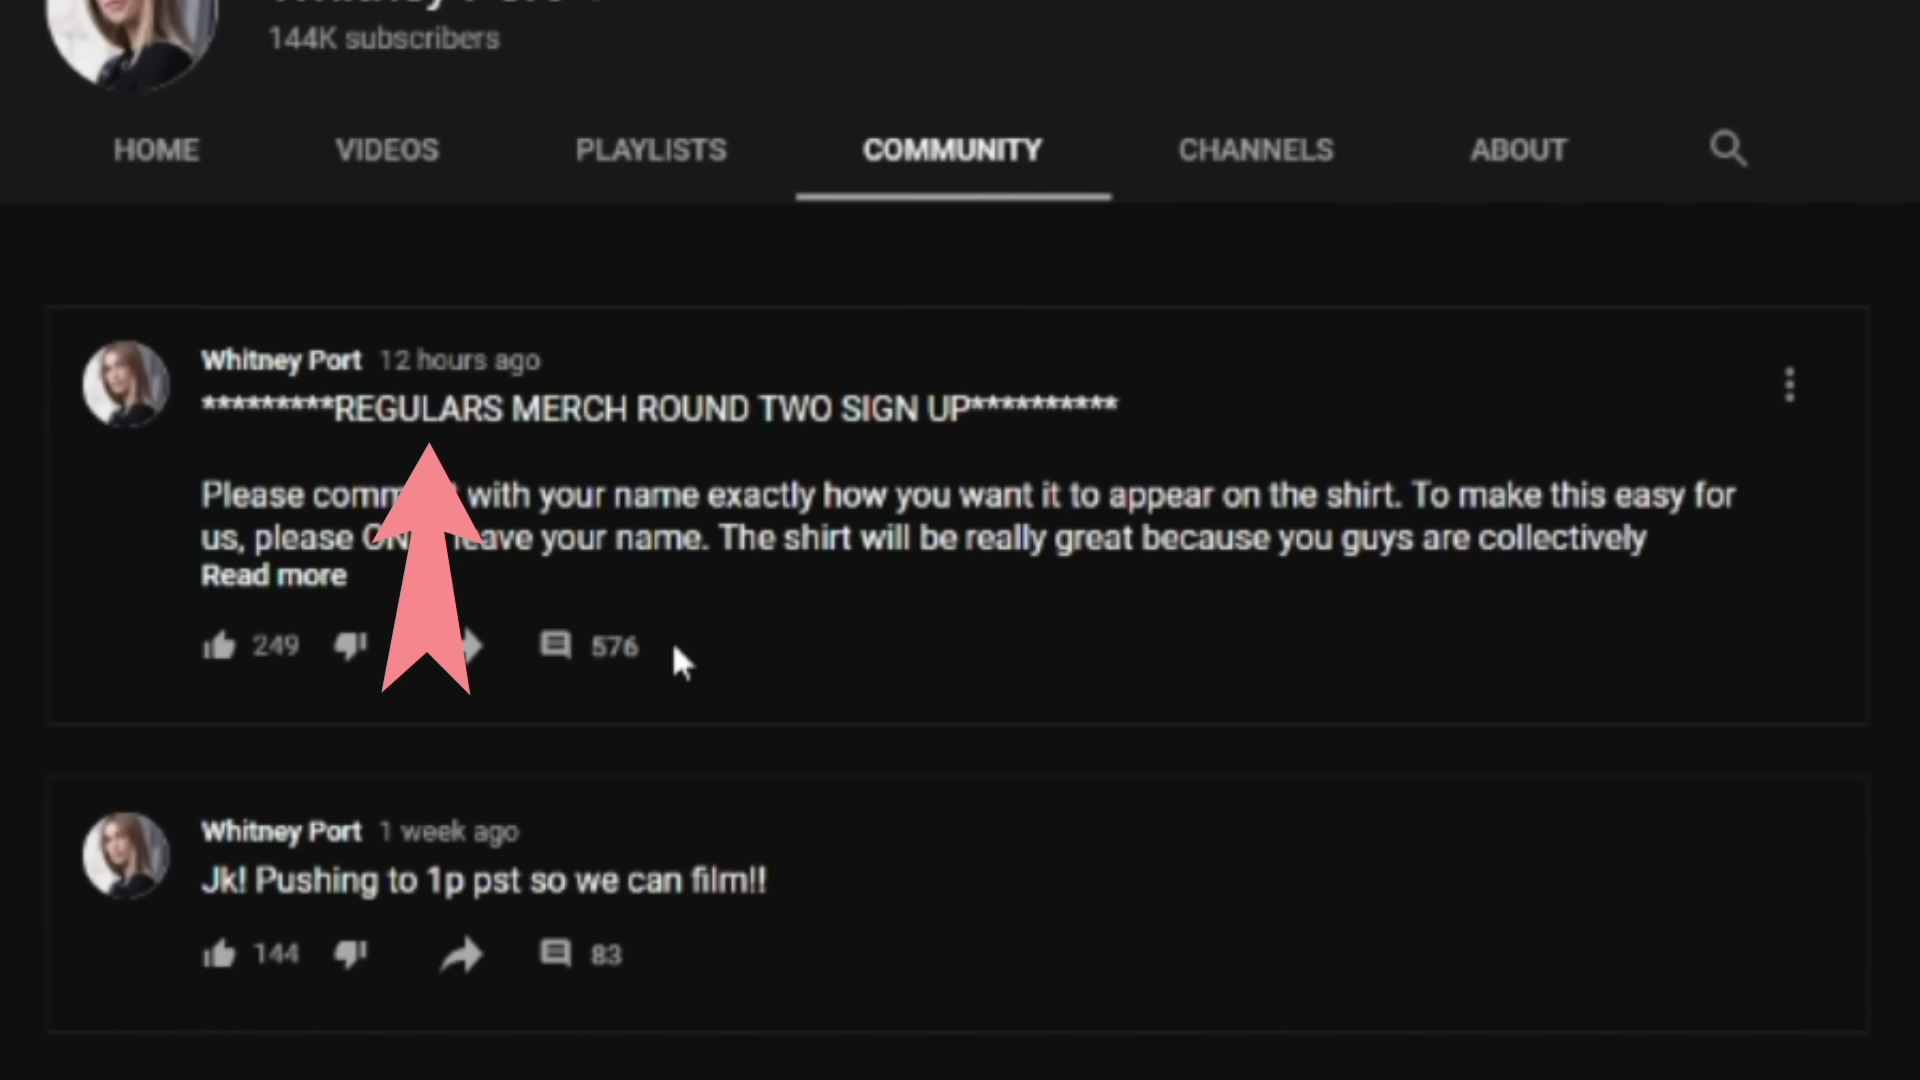 144K subscribers
HOME VIDEOS PLAYLISTS COMMUNITY CHANNELS ABOUT
Whitney Port 12 hours ago
*********REGULARS MERCH ROUND TWO SIGN UP**********
Please with your name exactly how you want it to appear on the shirt. To make this easy for
us, please leave your name. The shirt will be really great because you guys are collectively
Read more
249 576
Whitney Port 1 week ago
Jk! Pushing to 1p pst so we can film!!
144 83